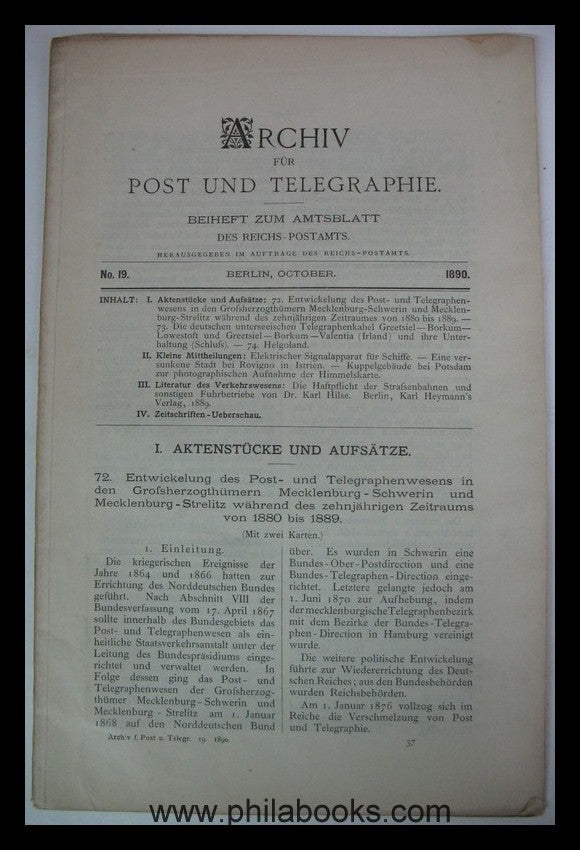 ARCHIV
FÜR
POST UND TELEGRAPHIE.
BEIHEFT ZUM AMTSBLATT
DES REICHS-POSTAMTS.
HERAUSGEGEBEN IM AUFTRAGE DES REICHS-POSTAMTS.
No. 19. BERLIN, OCTOBER. 1890.
INHALT: I. Aktenstücke und Aufsätze: 72. Entwickelung des Post- und Telegraphen-
wesens in den Grofsherzogthümern Mecklenburg-Schwerin und Mecklen-
burg-Strelitz während des zehnjährigen Zeitraumes von 1880 bis 1889. —
73. Die deutschen unterseeischen Telegraphenkabel Greetsiel—Borkum—
Lowestoft und Greetsiel—Borkum—Valentia (Irland) und ihre Unter-
haltung (Schlufs). — 74. Helgoland.
II. Kleine Mittheilungen: Elektrischer Signalapparat für Schiffe. — Eine ver-
sunkene Stadt bei Rovigno in Istrien. — Kuppelgebäude bei Potsdam
zur photographischen Aufnahme der Himmelskarte.
III. Literatur des Verkehrswesens: Die Haftpflicht der Strafsenbahnen und
sonstigen Fuhrbetriebe von Dr. Karl Hilse. Berlin, Karl Heymann's
Verlag, 1889.
IV. Zeitschriften-Ueberschau.
I. AKTENSTÜCKE UND AUFSÄTZE.
72. Entwickelung des Post- und Telegraphenwesens in
den Grofsherzogthümern Mecklenburg-Schwerin und
Mecklenburg-Strelitz während des zehnjährigen Zeitraums
von 1880 bis 1889.
(Mit zwei Karten.)
1. Einleitung.
Die kriegerischen Ereignisse der
Jahre 1864 und 1866 hatten zur
Errichtung des Norddeutschen Bundes
geführt. Nach Abschnitt VIII der
Bundesverfassung vom 17. April 1867
sollte innerhalb des Bundesgebiets das
Post- und Telegraphenwesen als ein-
heitliche Staatsverkehrsanstalt unter der
Leitung des Bundespräsidiums einge-
richtet und verwaltet werden. In
Folge dessen ging das Post- und
Telegraphenwesen der Grofsherzog-
thümer Mecklenburg-Schwerin und
Mecklenburg-Strelitz am 1. Januar
1868 auf den Norddeutschen Bund
Archiv f. Post u. Telegr. 19. 1890.
über. Es wurden in Schwerin eine
Bundes-Ober-Postdirection und eine
Bundes-Telegraphen-Direction einge-
richtet. Letztere gelangte jedoch am
1. Juni 1870 zur Aufhebung, indem
der mecklenburgische Telegraphenbezirk
mit dem Bezirke der Bundes-Telegra-
phen-Direction in Hamburg vereinigt
wurde.
Die weitere politische Entwickelung
führte zur Wiedererrichtung des Deut-
schen Reiches; aus den Bundesbehörden
wurden Reichsbehörden.
Am 1. Januar 1876 vollzog sich im
Reiche die Verschmelzung von Post
und Telegraphie.
37
www.philabooks.com